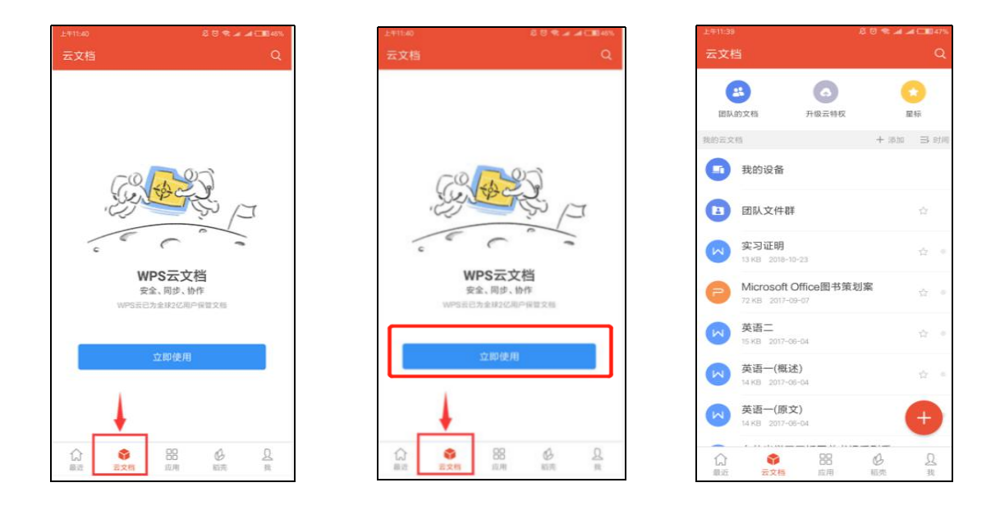 上午11:40
46%
云文档
WPS云文档
安全、同步、协作
WPS云已为全球2亿用户保管文档
立即使用
最近
云文档
应用
稻壳
我
上午11:40
46%
云文档
WPS云文档
安全、同步、协作
WPS云已为全球2亿用户保管文档
立即使用
最近
云文档
应用
稻壳
我
上午11:39
47%
云文档
团队的文档
升级云特权
星标
我的云文档
添加
时间
我的设备
团队文件群
实习证明
13 KB 2018-10-23
Microsoft Office图书策划案
72 KB 2017-09-07
英语二
15 KB 2017-06-04
英语一(概述)
14 KB 2017-06-04
英语一(原文)
14 KB 2017-06-04
最近
云文档
应用
稻壳
我